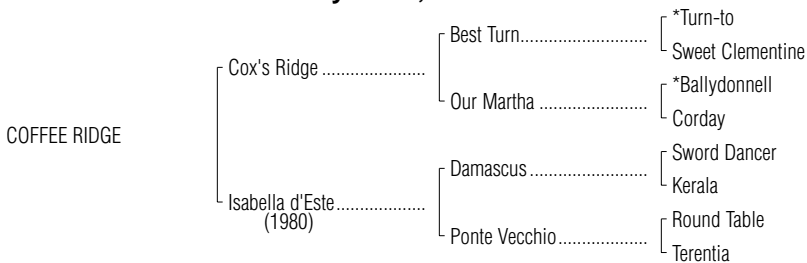 *Turn-to
Best Turn
Sweet Clementine
Cox's Ridge
*Ballydonnell
Our Martha
Corday
COFFEE RIDGE
Sword Dancer
Damascus
Kerala
Isabella d'Este
(1980)
Round Table
Ponte Vecchio
Terentia